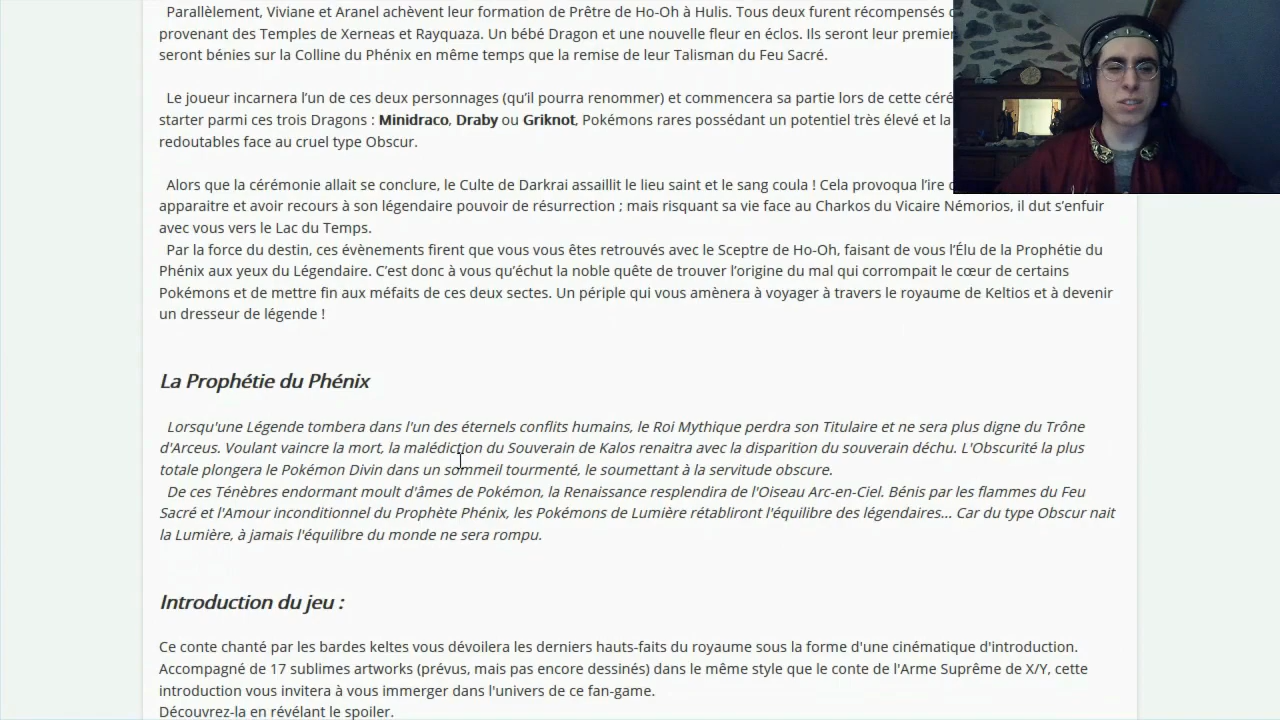 Parallèlement, Viviane et Aranel achèvent leur formation de Prêtre de Ho-Oh à Hulis. Tous deux furent récompensés
provenant des Temples de Xerneas et Rayquaza. Un bébé Dragon et une nouvelle fleur en éclos. Ils seront leur premier
seront bénies sur la Colline du Phénix en même temps que la remise de leur Talisman du Feu Sacré.
Le joueur incarnera l’un de ces deux personnages (qu’il pourra renommer) et commencera sa partie lors de cette
starter parmi ces trois Dragons : Minidraco, Draby ou Griknot, Pokémons rares possédant un potentiel très élevé et la
redoutables face au cruel type Obscur.
Alors que la cérémonie allait se conclure, le Culte de Darkrai assaillit le lieu saint et le sang coula ! Cela provoqua l’ire
apparaitre et avoir recours à son légendaire pouvoir de résurrection ; mais risquant sa vie face au Charkos du Vicaire Némorios, il dut s’enfuir
avec vous vers le Lac du Temps.
Par la force du destin, ces évènements firent que vous vous êtes retrouvés avec le Sceptre de Ho-Oh, faisant de vous l’Élu de la Prophétie du
Phénix aux yeux du Légendaire. C’est donc à vous qu’échut la noble quête de trouver l’origine du mal qui corrompait le cœur de certains
Pokémons et de mettre fin aux méfaits de ces deux sectes. Un périple qui vous amènera à voyager à travers le royaume de Keltios et à devenir
un dresseur de légende !
La Prophétie du Phénix
Lorsqu'une Légende tombera dans l'un des éternels conflits humains, le Roi Mythique perdra son Titulaire et ne sera plus digne du Trône
d'Arceus. Voulant vaincre la mort, la malédiction du Souverain de Kalos renaitra avec la disparition du souverain déchu. L'Obscurité la plus
totale plongera le Pokémon Divin dans un sommeil tourmenté, le soumettant à la servitude obscure.
De ces Ténèbres endormant moult d'âmes de Pokémon, la Renaissance resplendira de l'Oiseau Arc-en-Ciel. Bénis par les flammes du Feu
Sacré et l'Amour inconditionnel du Prophète Phénix, les Pokémons de Lumière rétabliront l'équilibre des légendaires... Car du type Obscur nait
la Lumière, à jamais l'équilibre du monde ne sera rompu.
Introduction du jeu :
Ce conte chanté par les bardes keltes vous dévoilera les derniers hauts-faits du royaume sous la forme d'une cinématique d'introduction.
Accompagné de 17 sublimes artworks (prévus, mais pas encore dessinés) dans le même style que le conte de l'Arme Suprême de X/Y, cette
introduction vous invitera à vous immerger dans l'univers de ce fan-game.
Découvrez-la en révélant le spoiler.